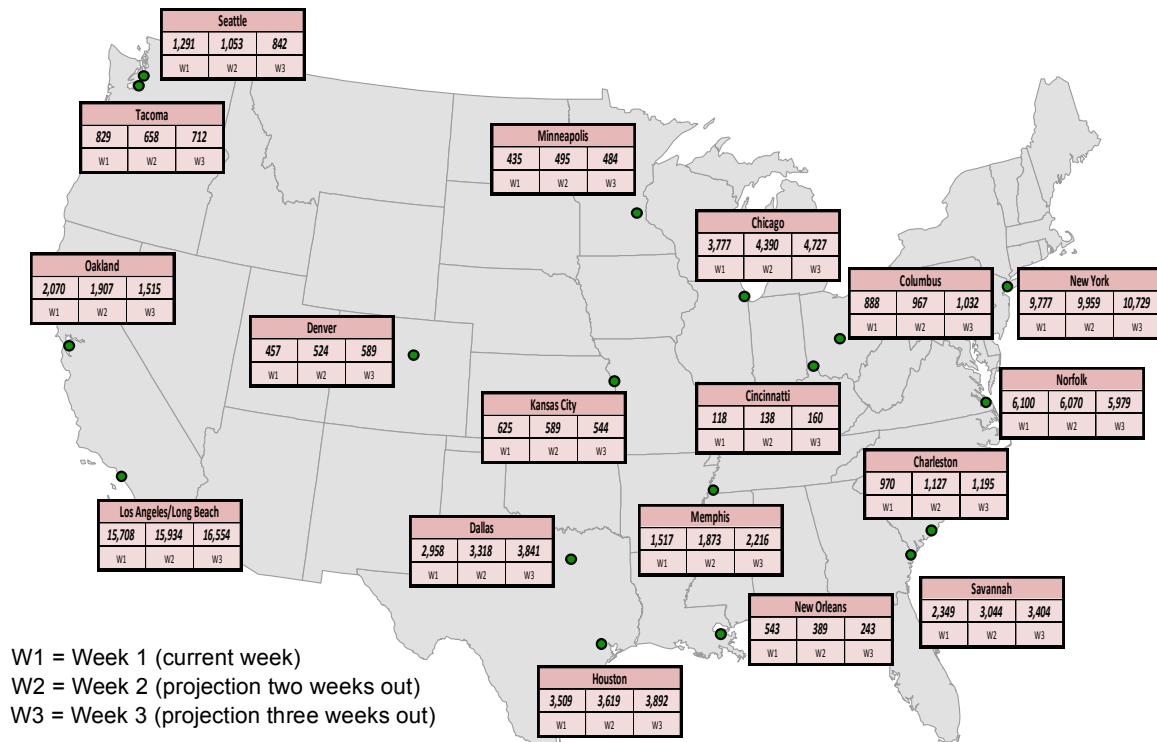 Seattle
1,291 1,053 842
W1 W2 W3
Tacoma
829 658 712
W1 W2 W3
Minneapolis
435 495 484
W1 W2 W3
Chicago
3,777 4,390 4,727
W1 W2 W3
Oakland
2,070 1,907 1,515
W1 W2 W3
Columbus
888 967 1,032
W1 W2 W3
New York
9,777 9,959 10,729
W1 W2 W3
Denver
457 524 589
W1 W2 W3
Norfolk
6,100 6,070 5,979
W1 W2 W3
Kansas City
625 589 544
W1 W2 W3
Cincinnatti
118 138 160
W1 W2 W3
Charleston
970 1,127 1,195
W1 W2 W3
Los Angeles/Long Beach
15,708 15,934 16,554
W1 W2 W3
Dallas
2,958 3,318 3,841
W1 W2 W3
Memphis
1,517 1,873 2,216
W1 W2 W3
Savannah
2,349 3,044 3,404
W1 W2 W3
New Orleans
543 389 243
W1 W2 W3
Houston
3,509 3,619 3,892
W1 W2 W3
W1 = Week 1 (current week)
W2 = Week 2 (projection two weeks out)
W3 = Week 3 (projection three weeks out)